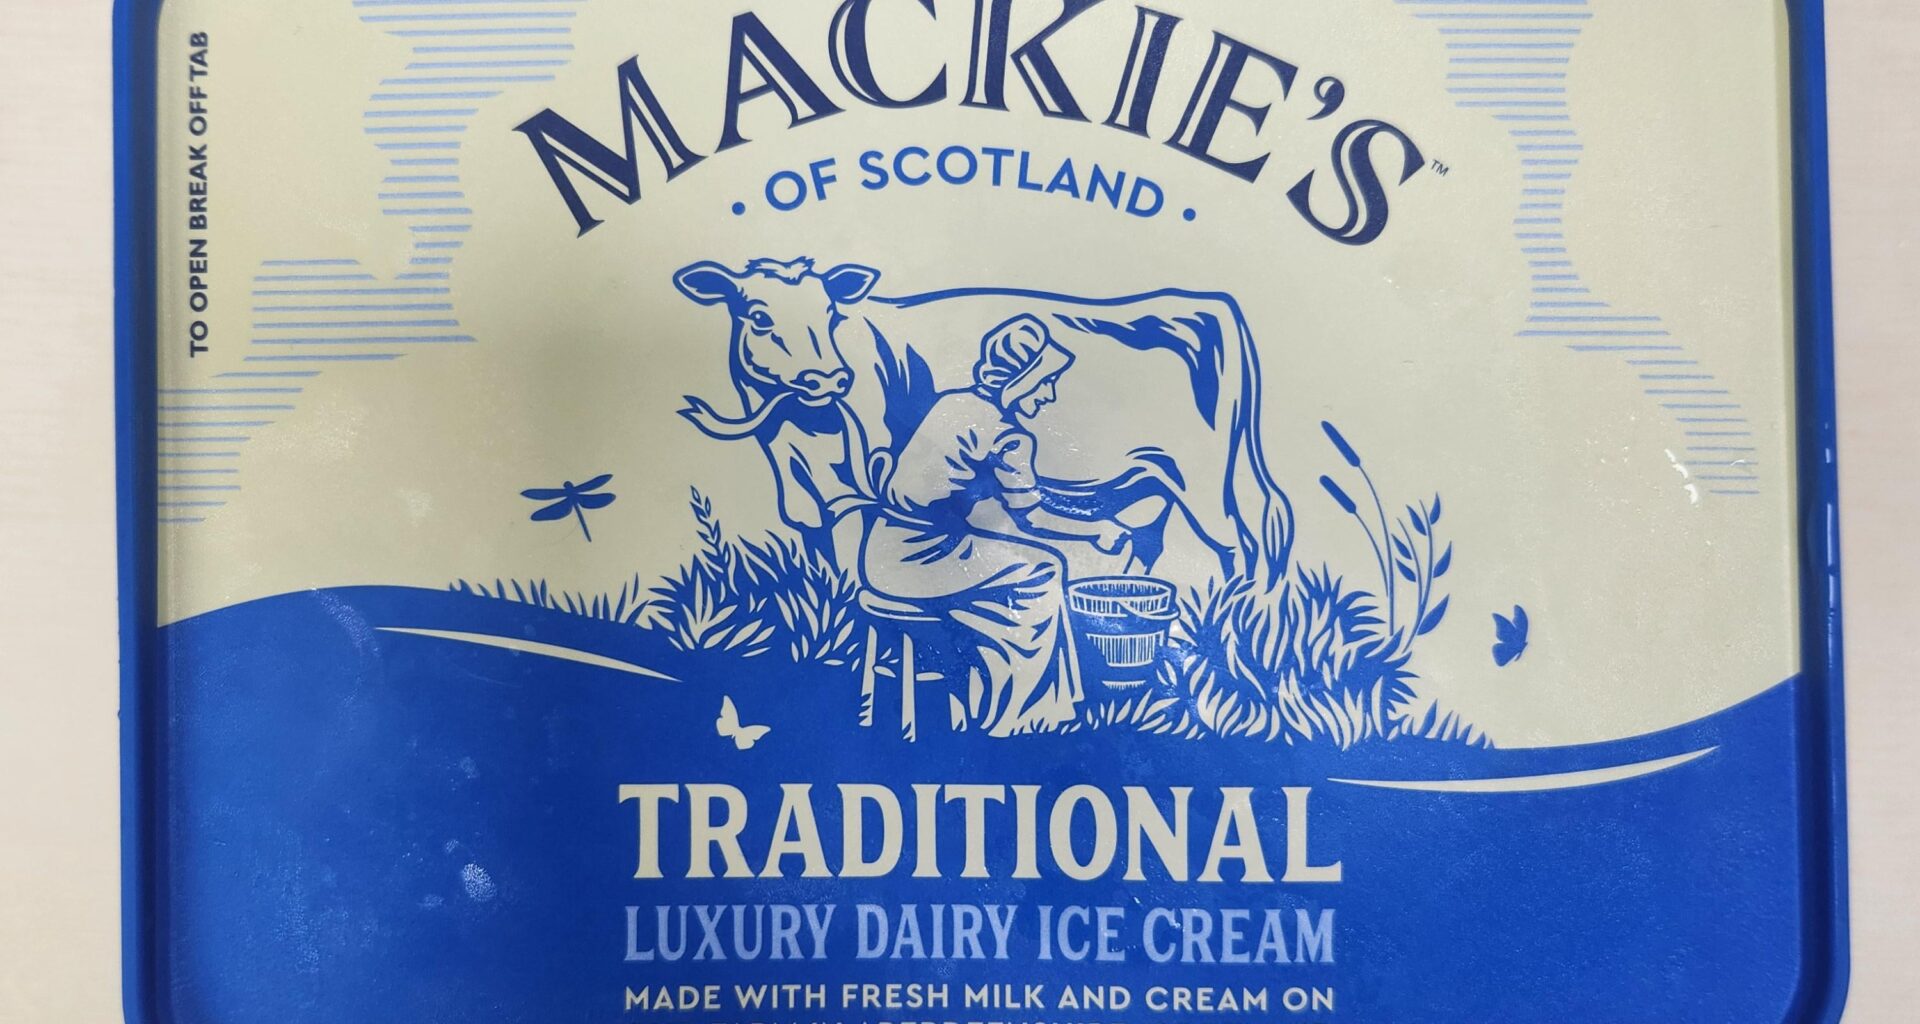 MACKIE'S™
• OF SCOTLAND •
TO OPEN BREAK OFF TAB
TRADITIONAL
LUXURY DAIRY ICE CREAM
MADE WITH FRESH MILK AND CREAM ON